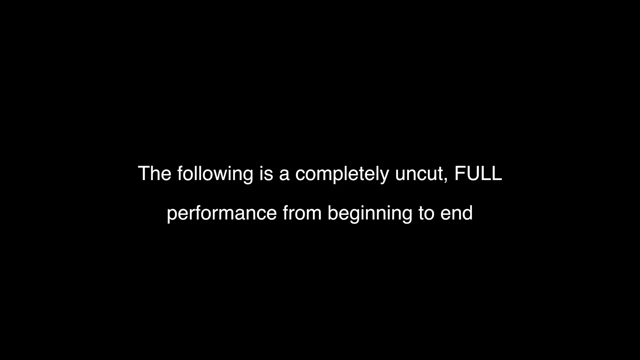 The following is a completely uncut, FULL
performance from beginning to end